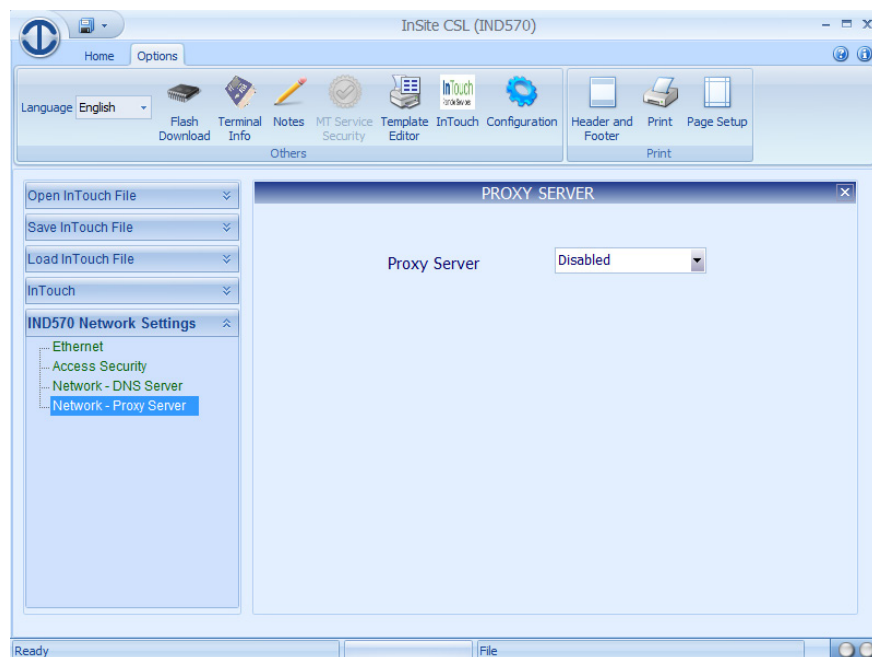 InSite CSL (IND570)
Home Options
Language English
Flash Download
Terminal Info
Notes
MT Service Security
Template Editor
InTouch
InTouch
Configuration
Others
Header and Footer
Print
Page Setup
Print
Open InTouch File
Save InTouch File
Load InTouch File
InTouch
IND570 Network Settings
Ethernet
Access Security
Network - DNS Server
Network - Proxy Server
PROXY SERVER
Proxy Server Disabled
Ready File